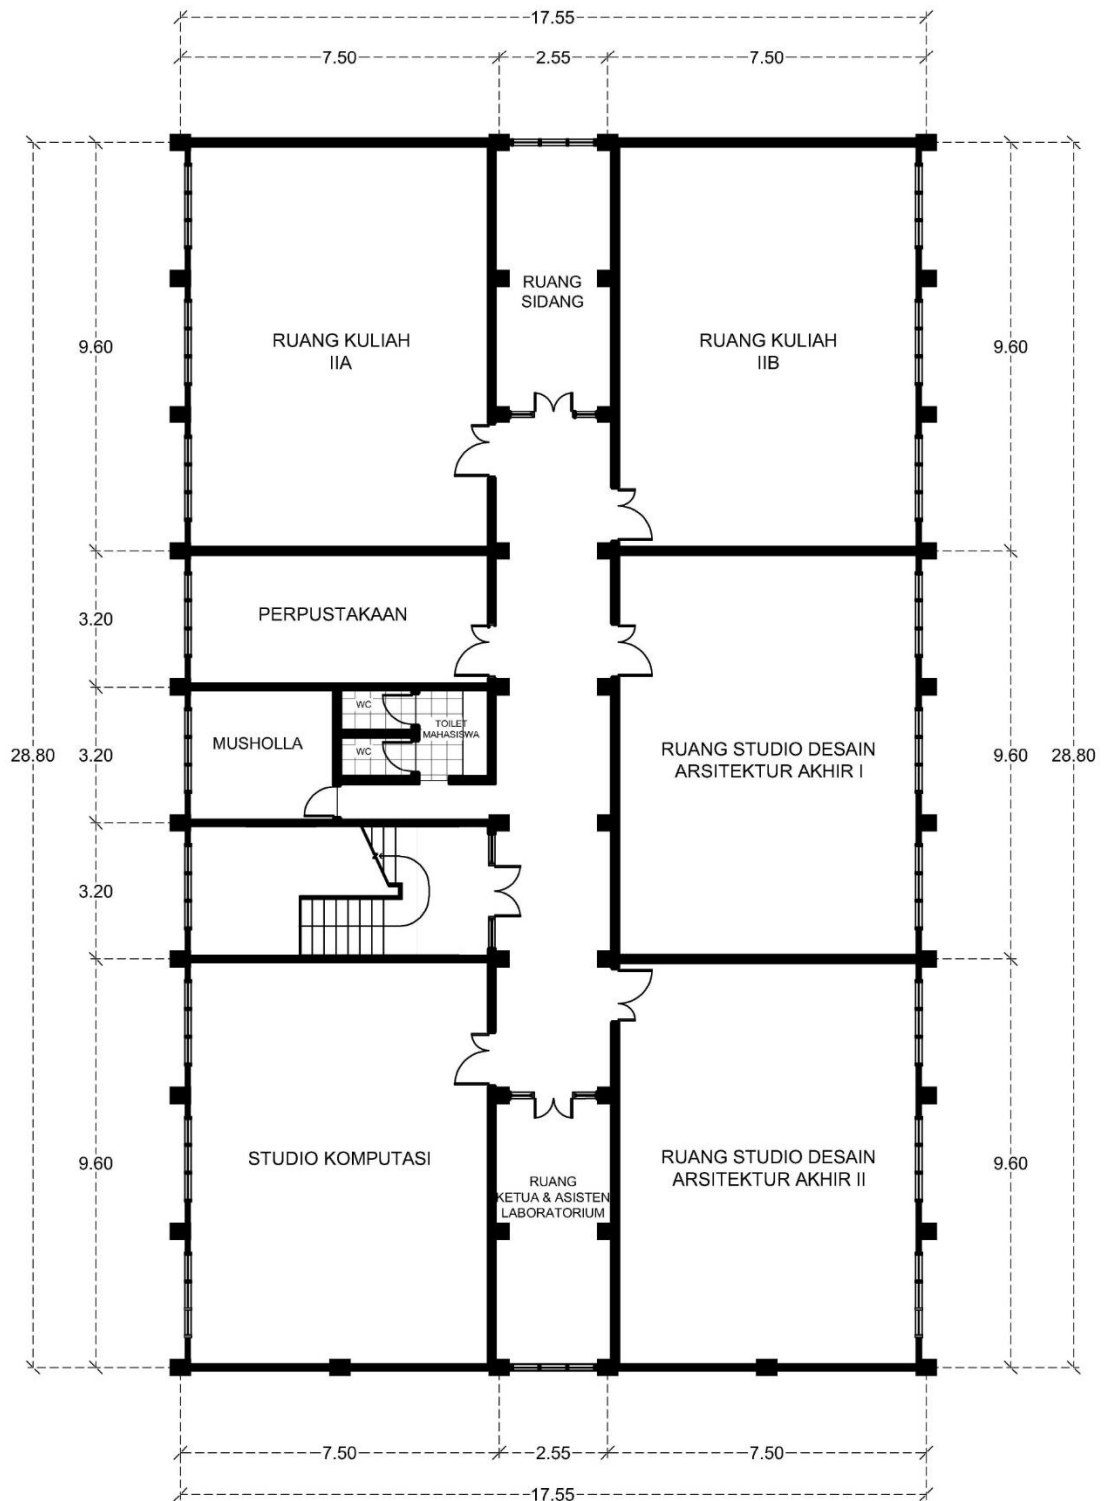 17.55
7.50
2.55
7.50
RUANG
SIDANG
RUANG KULIAH
IIA
RUANG KULIAH
IIB
9.60
9.60
PERPUSTAKAAN
3.20
WC
TOILET
MAHASISWA
MUSHOLLA
WC
RUANG STUDIO DESAIN
ARSITEKTUR AKHIR I
28.80
3.20
9.60
28.80
3.20
STUDIO KOMPUTASI
RUANG STUDIO DESAIN
ARSITEKTUR AKHIR II
9.60
9.60
RUANG
KETUA & ASISTEN
LABORATORIUM
7.50
2.55
7.50
17.55